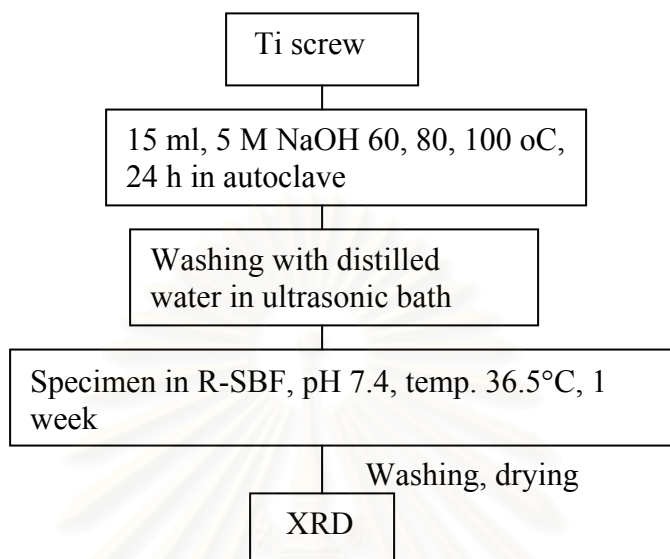 Ti screw
15 ml, 5 M NaOH 60, 80, 100 oC,
24 h in autoclave
Washing with distilled
water in ultrasonic bath
Specimen in R-SBF, pH 7.4, temp. 36.5°C, 1
week
Washing, drying
XRD